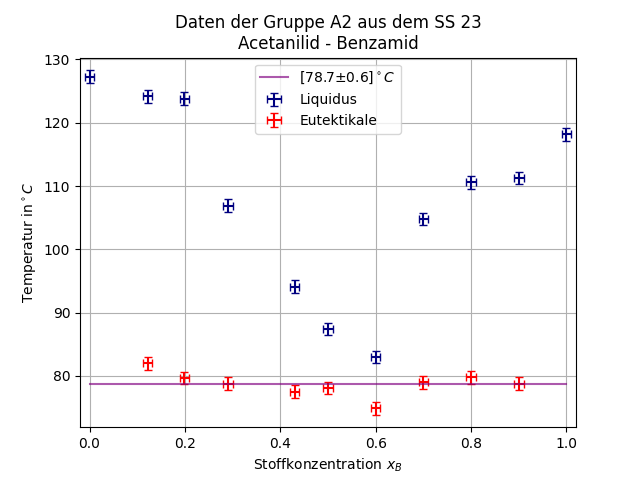 Daten der Gruppe A2 aus dem SS 23
Acetanilid - Benzamid
130
120
110
100
90
80
Temperatur in °C
[78.7±0.6]°C
Liquidus
Eutektikale
0.0
0.2
0.4
0.6
0.8
1.0
Stoffkonzentration x_B